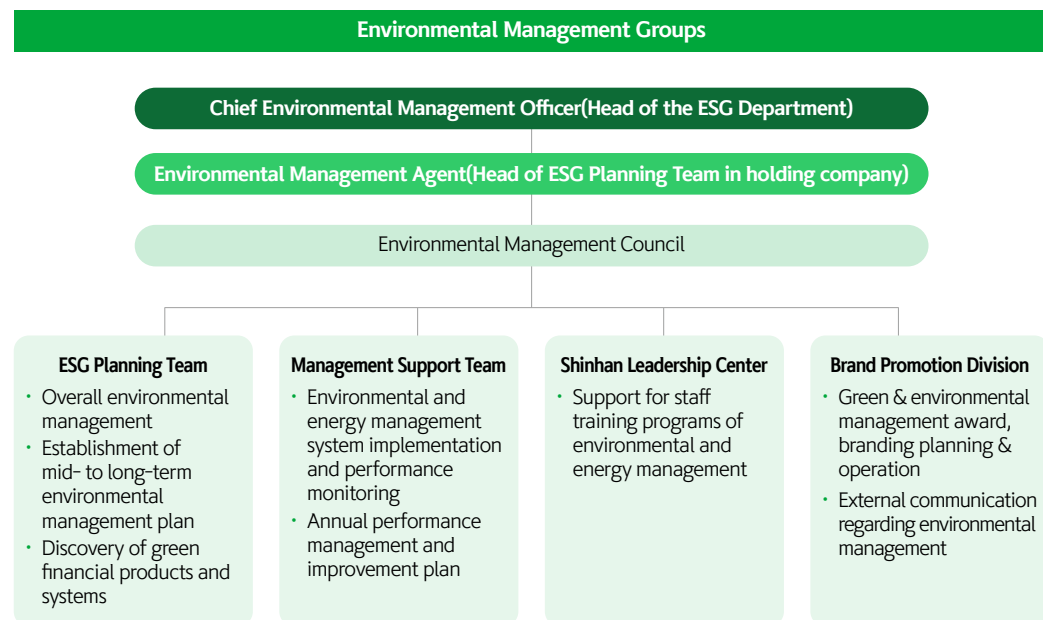 Environmental Management Groups
Chief Environmental Management Officer(Head of the ESG Department)
Environmental Management Agent(Head of ESG Planning Team in holding company)
Environmental Management Council
ESG Planning Team
• Overall environmental
management
• Establishment of
mid- to long-term
environmental
management plan
• Discovery of green
financial products and
systems
Management Support Team
• Environmental and
energy management
system implementation
and performance
monitoring
• Annual performance
management and
improvement plan
Shinhan Leadership Center
• Support for staff
training programs of
environmental and
energy management
Brand Promotion Division
• Green & environmental
management award,
branding planning &
operation
• External communication
regarding environmental
management